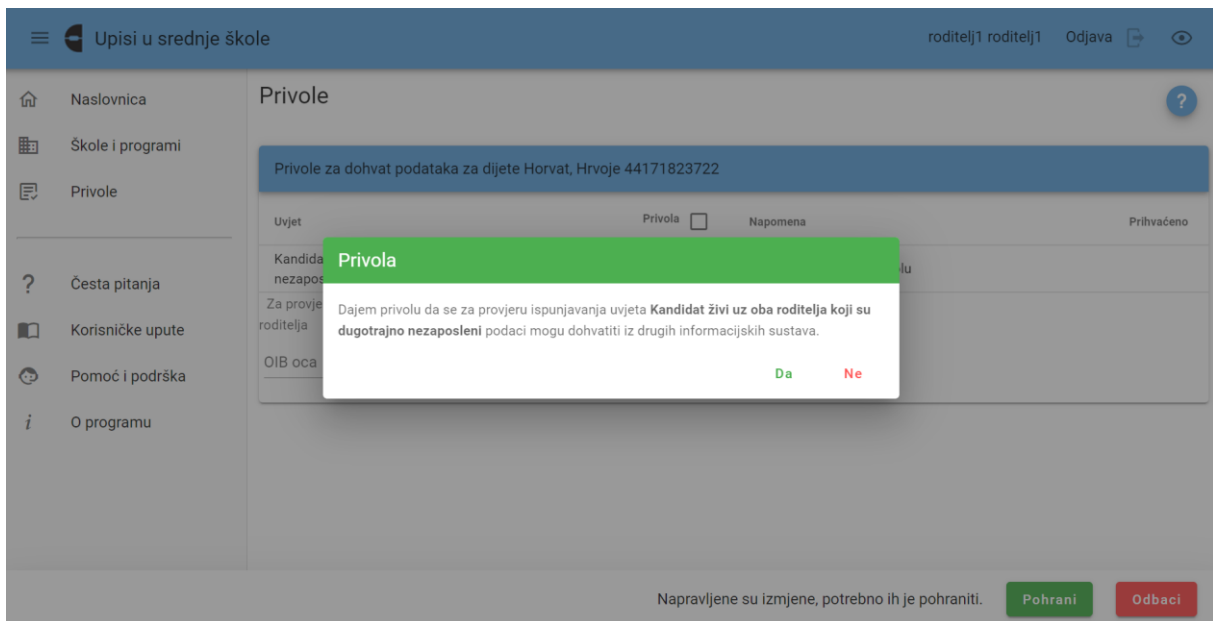 Upisi u srednje škole
roditelj1 roditelj1 Odjava
Naslovnica
Škole i programi
Privole
Česta pitanja
Korisničke upute
Pomoć i podrška
O programu
Privole
?
Privole za dohvat podataka za dijete Horvat, Hrvoje 44171823722
Uvjet Privola Napomena Prihvaćeno
Privola
Dajem privolu da se za provjeru ispunjavanja uvjeta Kandidat živi uz oba roditelja koji su
dugotrajno nezaposleni podaci mogu dohvatiti iz drugih informacijskih sustava.
Da Ne
roditelja
OIB oca
Napravljene su izmjene, potrebno ih je pohraniti. Pohrani Odbaci